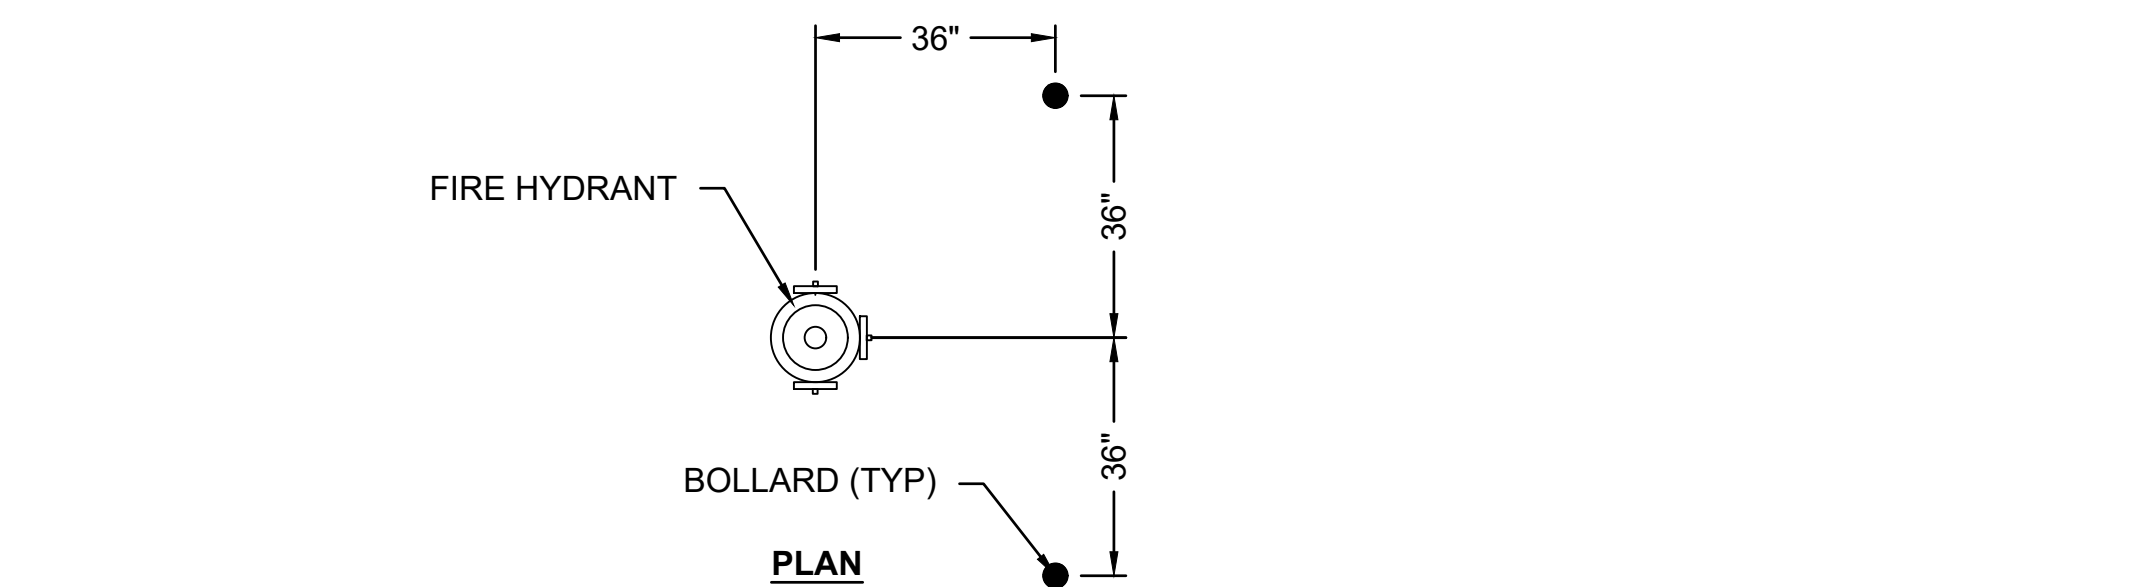 36"
FIRE HYDRANT
36"
36"
BOLLARD (TYP)
PLAN